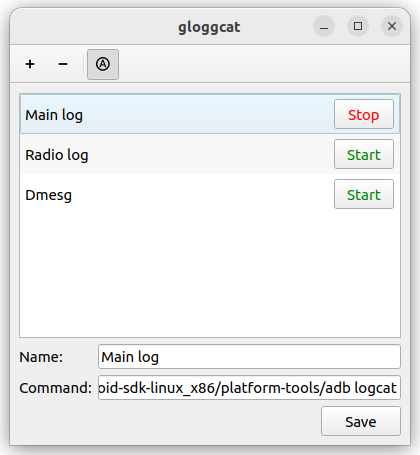 gloggcat
+ − Ⓐ
Main log Stop
Radio log Start
Dmesg Start
Name: Main log
Command: oid-sdk-linux_x86/platform-tools/adb logcat
Save